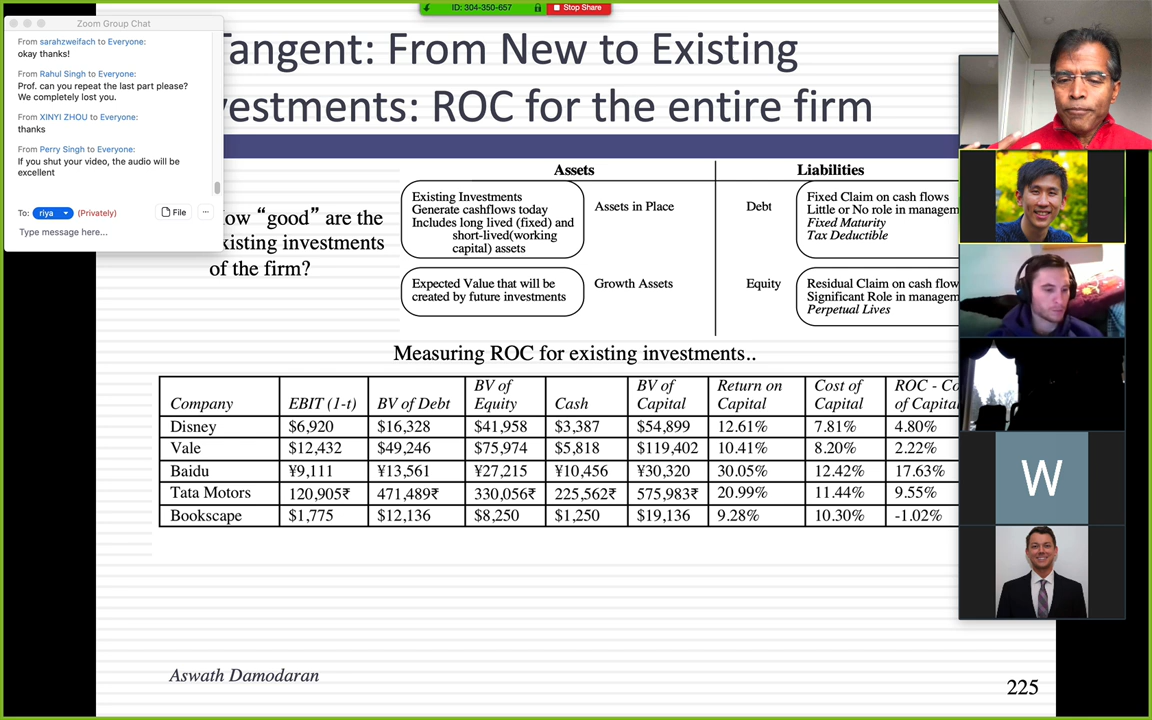 ID: 304-350-657
Stop Share
Zoom Group Chat
From sarahzweifach to Everyone:
okay thanks!
From Rahul Singh to Everyone:
Prof. can you repeat the last part please?
We completely lost you.
From XINYI ZHOU to Everyone:
thanks
From Perry Singh to Everyone:
If you shut your video, the audio will be
excellent
To: riya (Privately)
File
...
Type message here...
Tangent: From New to Existing
vestments: ROC for the entire firm
ow “good” are the
xisting investments
of the firm?
Assets
Liabilities
Existing Investments
Generate cashflows today
Includes long lived (fixed) and
short-lived(working
capital) assets
Assets in Place
Debt
Fixed Claim on cash flows
Little or No role in managem
Fixed Maturity
Tax Deductible
Expected Value that will be
created by future investments
Growth Assets
Equity
Residual Claim on cash flow
Significant Role in managem
Perpetual Lives
Measuring ROC for existing investments..
Company EBIT (1-t) BV of Debt BV of Equity Cash BV of Capital Return on Capital Cost of Capital ROC - Co of Capita
Disney $6,920 $16,328 $41,958 $3,387 $54,899 12.61% 7.81% 4.80%
Vale $12,432 $49,246 $75,974 $5,818 $119,402 10.41% 8.20% 2.22%
Baidu ¥9,111 ¥13,561 ¥27,215 ¥10,456 ¥30,320 30.05% 12.42% 17.63%
Tata Motors 120,905₹ 471,489₹ 330,056₹ 225,562₹ 575,983₹ 20.99% 11.44% 9.55%
Bookscape $1,775 $12,136 $8,250 $1,250 $19,136 9.28% 10.30% -1.02%
W
Aswath Damodaran
225